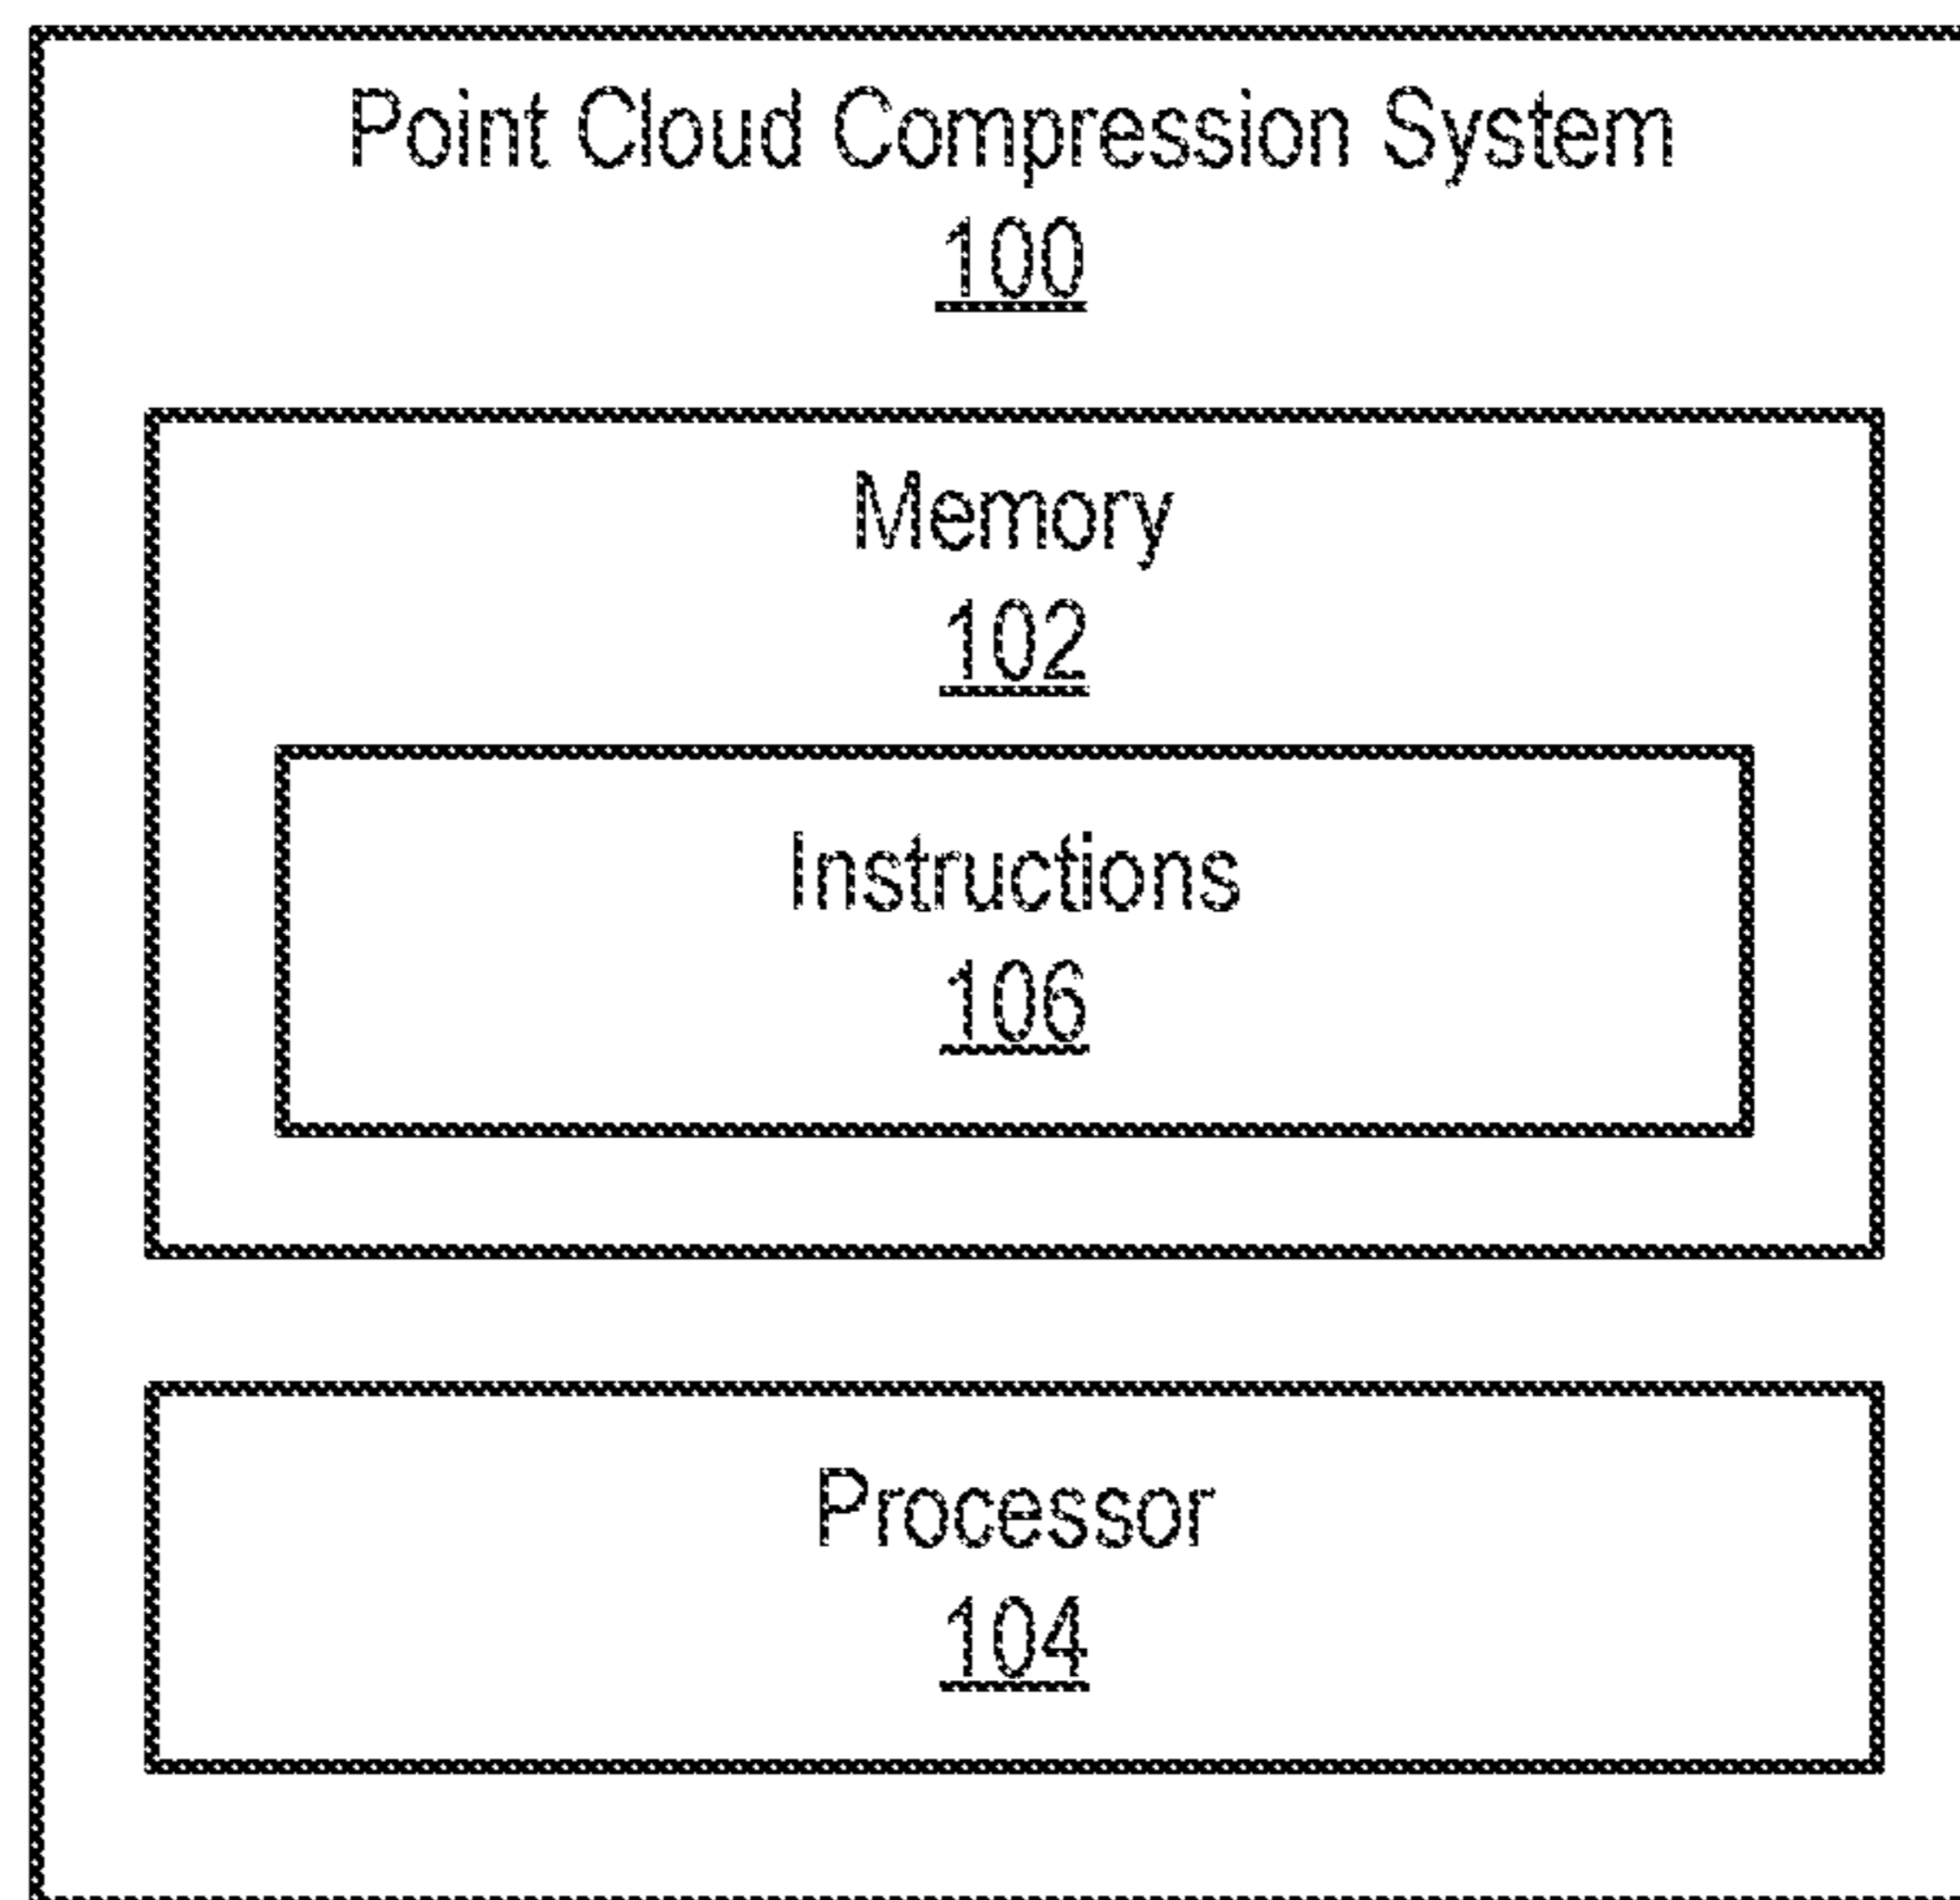 Point Cloud Compression System
100
Memory
102
Instructions
106
Processor
104